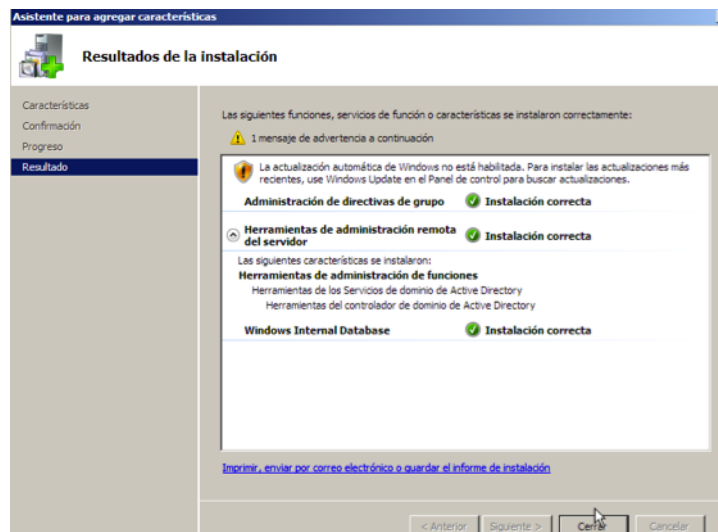 Asistente para agregar características
Resultados de la instalación
Características
Confirmación
Progreso
Resultado
Las siguientes funciones, servicios de función o características se instalaron correctamente:
1 mensaje de advertencia a continuación
La actualización automática de Windows no está habilitada. Para instalar las actualizaciones más
recientes, use Windows Update en el Panel de control para buscar actualizaciones.
Administración de directivas de grupo Instalación correcta
Herramientas de administración remota
del servidor Instalación correcta
Las siguientes características se instalaron:
Herramientas de administración de funciones
Herramientas de los Servicios de dominio de Active Directory
Herramientas del controlador de dominio de Active Directory
Windows Internal Database Instalación correcta
Imprimir, enviar por correo electrónico o guardar el informe de instalación
< Anterior Siguiente > Cerrar Cancelar